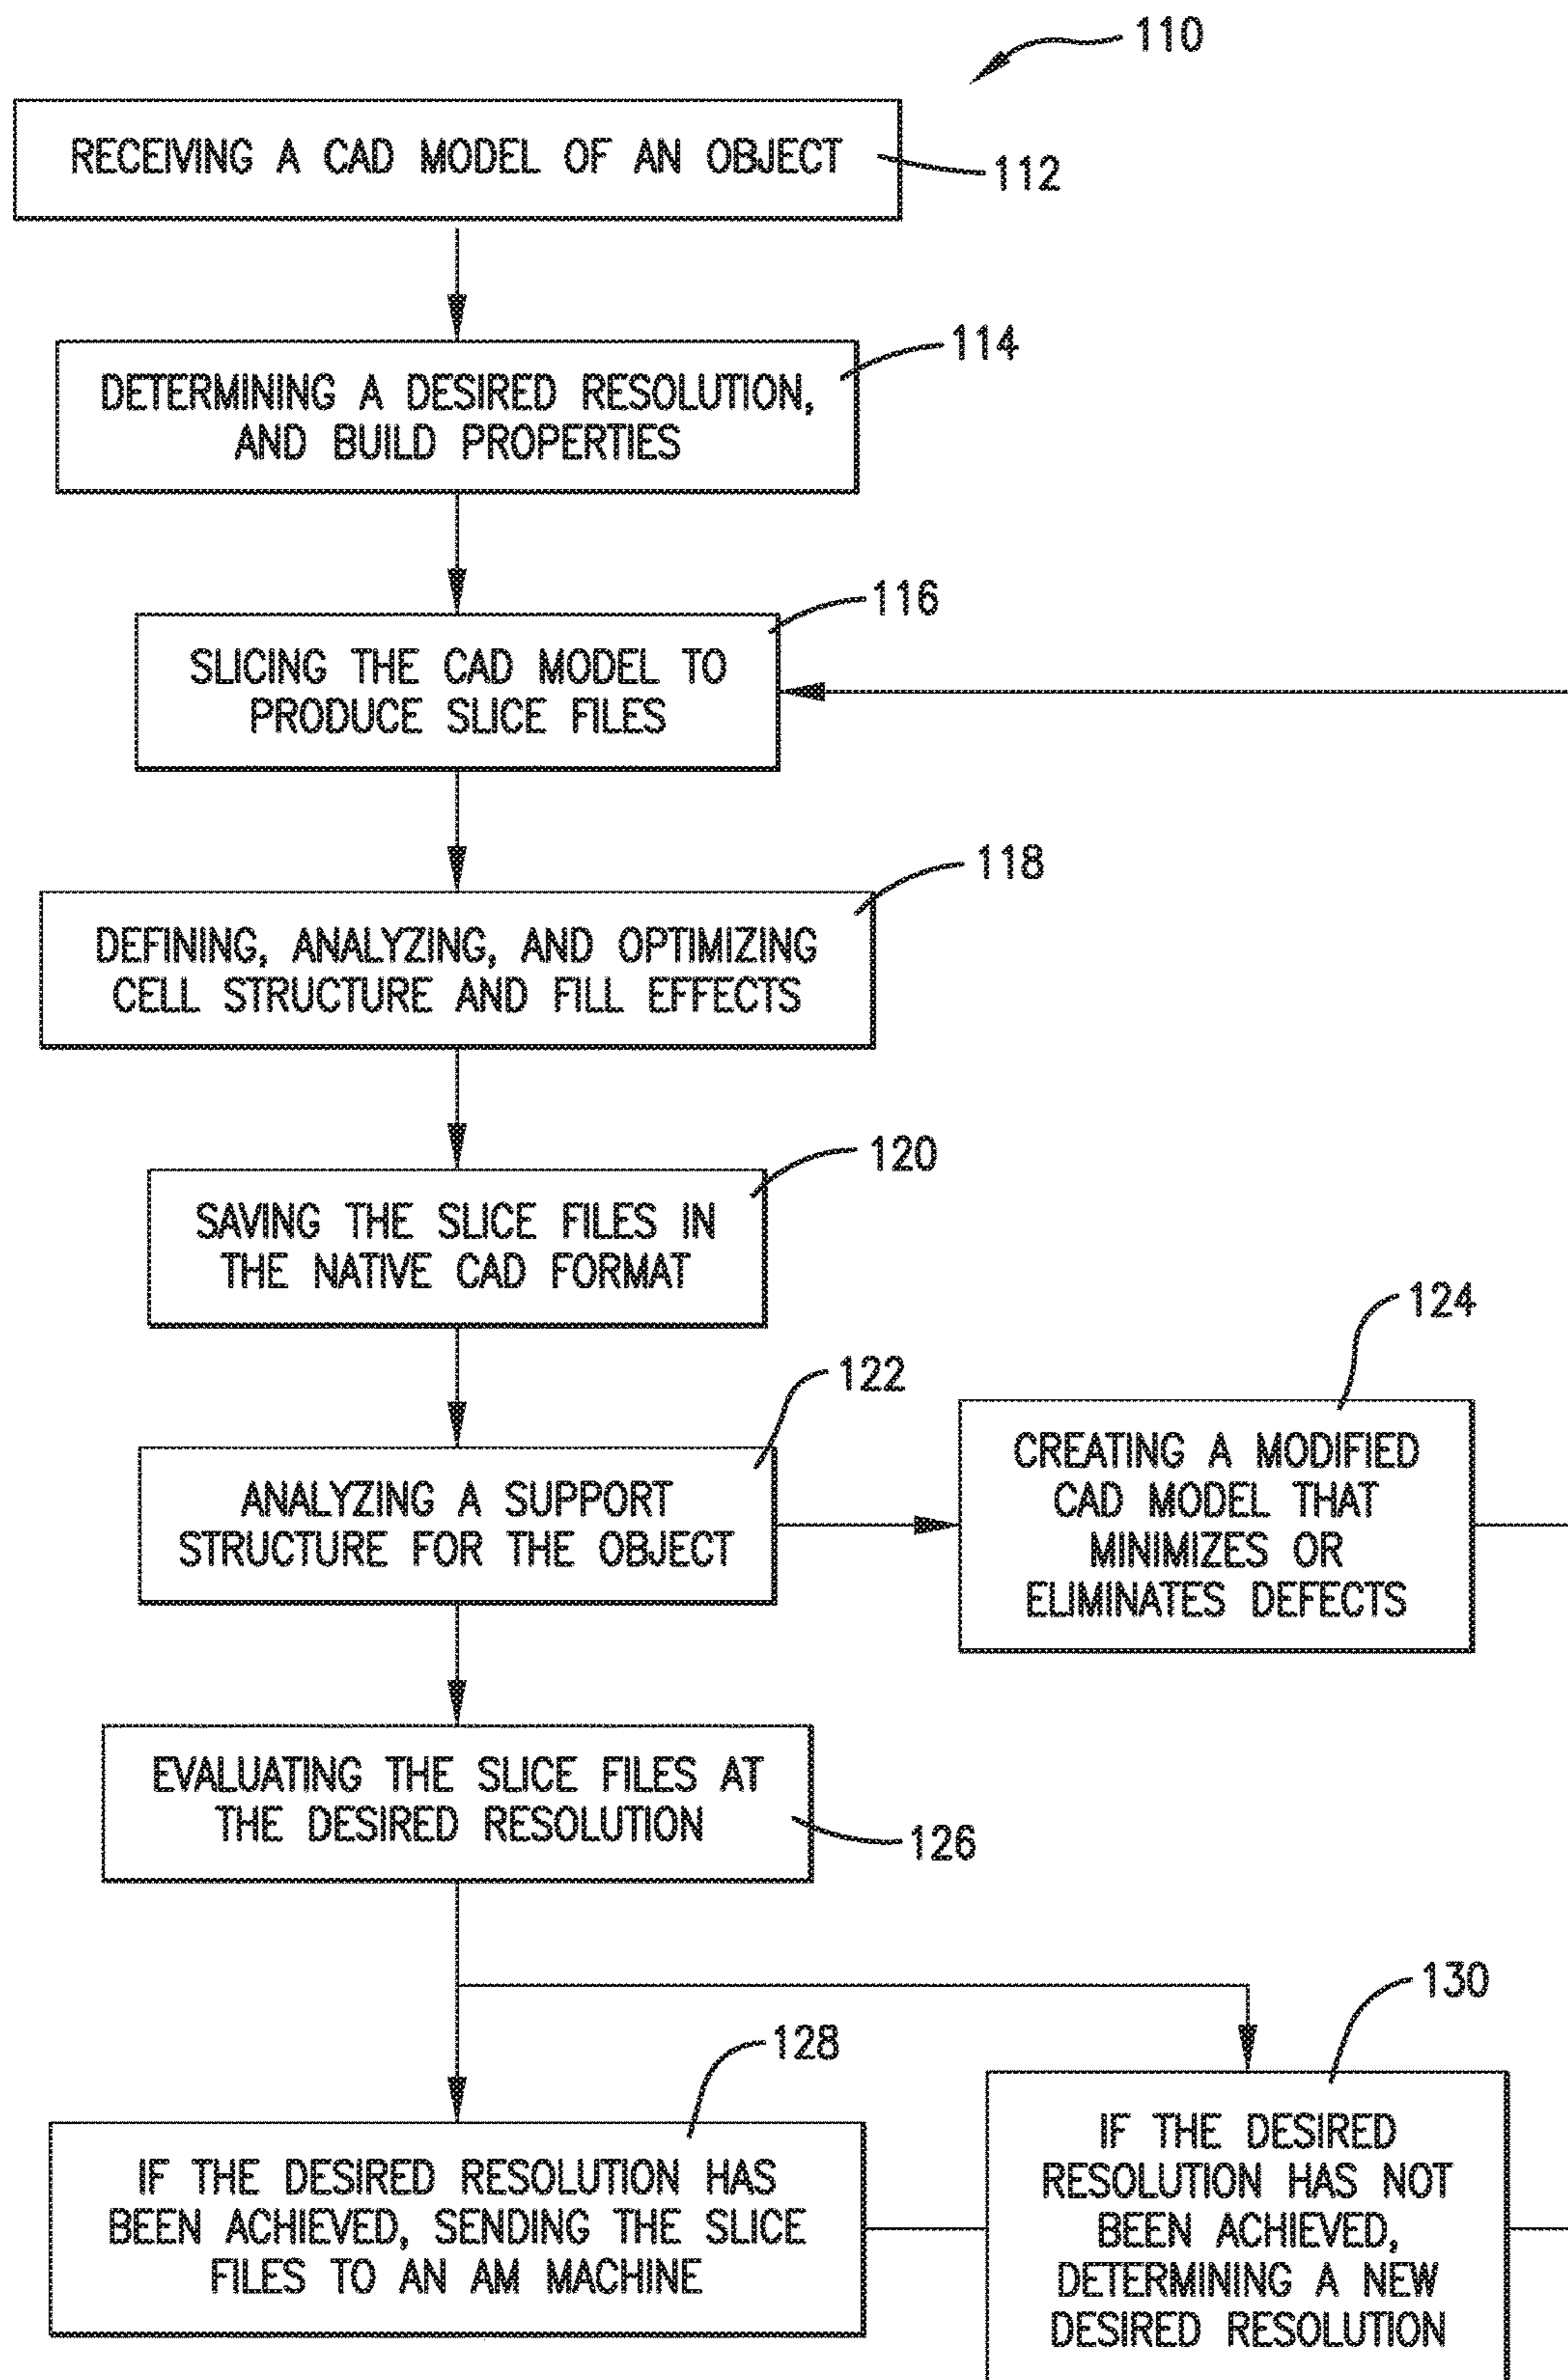 110
RECEIVING A CAD MODEL OF AN OBJECT
112
114
DETERMINING A DESIRED RESOLUTION,
AND BUILD PROPERTIES
116
SLICING THE CAD MODEL TO
PRODUCE SLICE FILES
118
DEFINING, ANALYZING, AND OPTIMIZING
CELL STRUCTURE AND FILL EFFECTS
120
SAVING THE SLICE FILES IN
THE NATIVE CAD FORMAT
122
ANALYZING A SUPPORT
STRUCTURE FOR THE OBJECT
124
CREATING A MODIFIED
CAD MODEL THAT
MINIMIZES OR
ELIMINATES DEFECTS
EVALUATING THE SLICE FILES AT
THE DESIRED RESOLUTION
126
128
IF THE DESIRED RESOLUTION HAS
BEEN ACHIEVED, SENDING THE SLICE
FILES TO AN AM MACHINE
130
IF THE DESIRED
RESOLUTION HAS NOT
BEEN ACHIEVED,
DETERMINING A NEW
DESIRED RESOLUTION